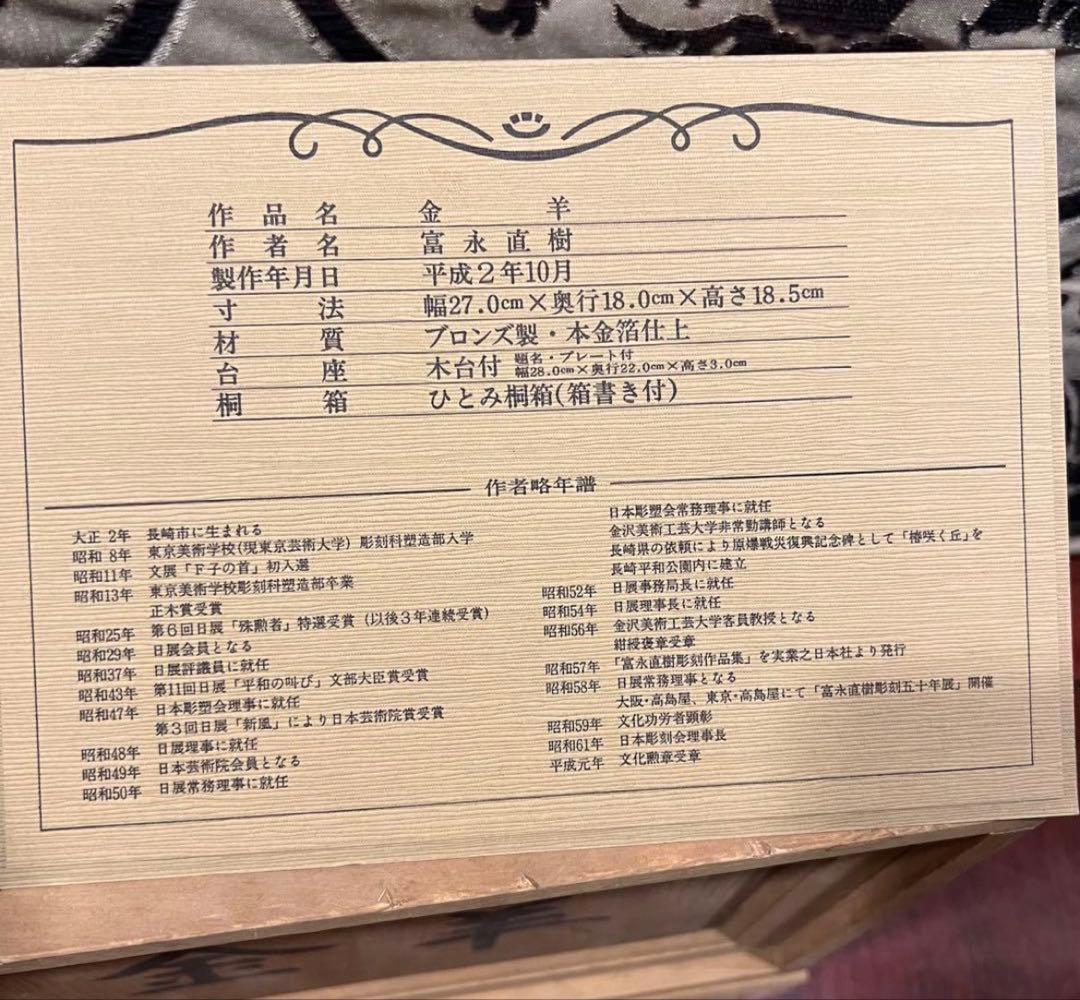 作品名 金羊
作者名 富永直樹
製作年月日 平成2年10月
寸法 幅27.0cm×奥行18.0cm×高さ18.5cm
材質 ブロンズ製・本金箔仕上
台座 木台付 題名・プレート付 幅28.0cm×奥行22.0cm×高さ3.0cm
桐箱 ひとみ桐箱(箱書き付)
作者略年譜
大正2年 長崎市に生まれる
昭和8年 東京美術学校(現東京芸術大学)彫刻科塑造部入学
昭和11年 文展「F子の首」初入選
昭和13年 東京美術学校彫刻科塑造部卒業
正木賞受賞
昭和25年 第6回日展「殊勲者」特選受賞(以後3年連続受賞)
昭和29年 日展会員となる
昭和37年 日展評議員に就任
昭和43年 第11回日展「平和の叫び」文部大臣賞受賞
昭和47年 日本彫塑会理事に就任
第3回日展「新風」により日本芸術院賞受賞
昭和48年 日展理事に就任
昭和49年 日本芸術院会員となる
昭和50年 日展常務理事に就任
日本彫塑会常務理事に就任
金沢美術工芸大学非常勤講師となる
長崎県の依頼により原爆戦災復興記念碑として「椿咲く丘」を
長崎平和公園内に建立
昭和52年 日展事務局長に就任
昭和54年 日展理事長に就任
昭和56年 金沢美術工芸大学客員教授となる
紺綬褒章受章
昭和57年 「富永直樹彫刻作品集」を実業之日本社より発行
昭和58年 日展常務理事となる
大阪・高島屋、東京・高島屋にて「富永直樹彫刻五十年展」開催
昭和59年 文化功労者顕彰
昭和61年 日本彫刻会理事長
平成元年 文化勲章受章
金羊